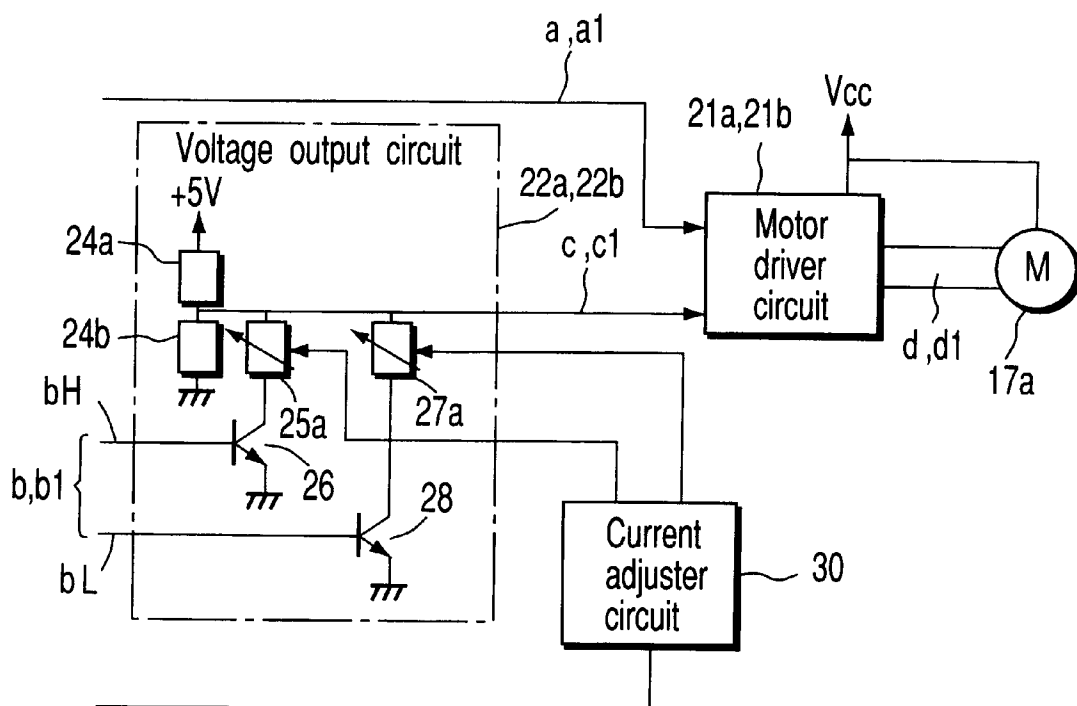 a ,a1
Vcc
21a,21b
Voltage output circuit
22a,22b
+5V
24a
c ,c1
Motor
driver
circuit
M
24b
d ,d1
17a
bH
25a
27a
26
b,b1
28
bL
Current
adjuster
circuit
30